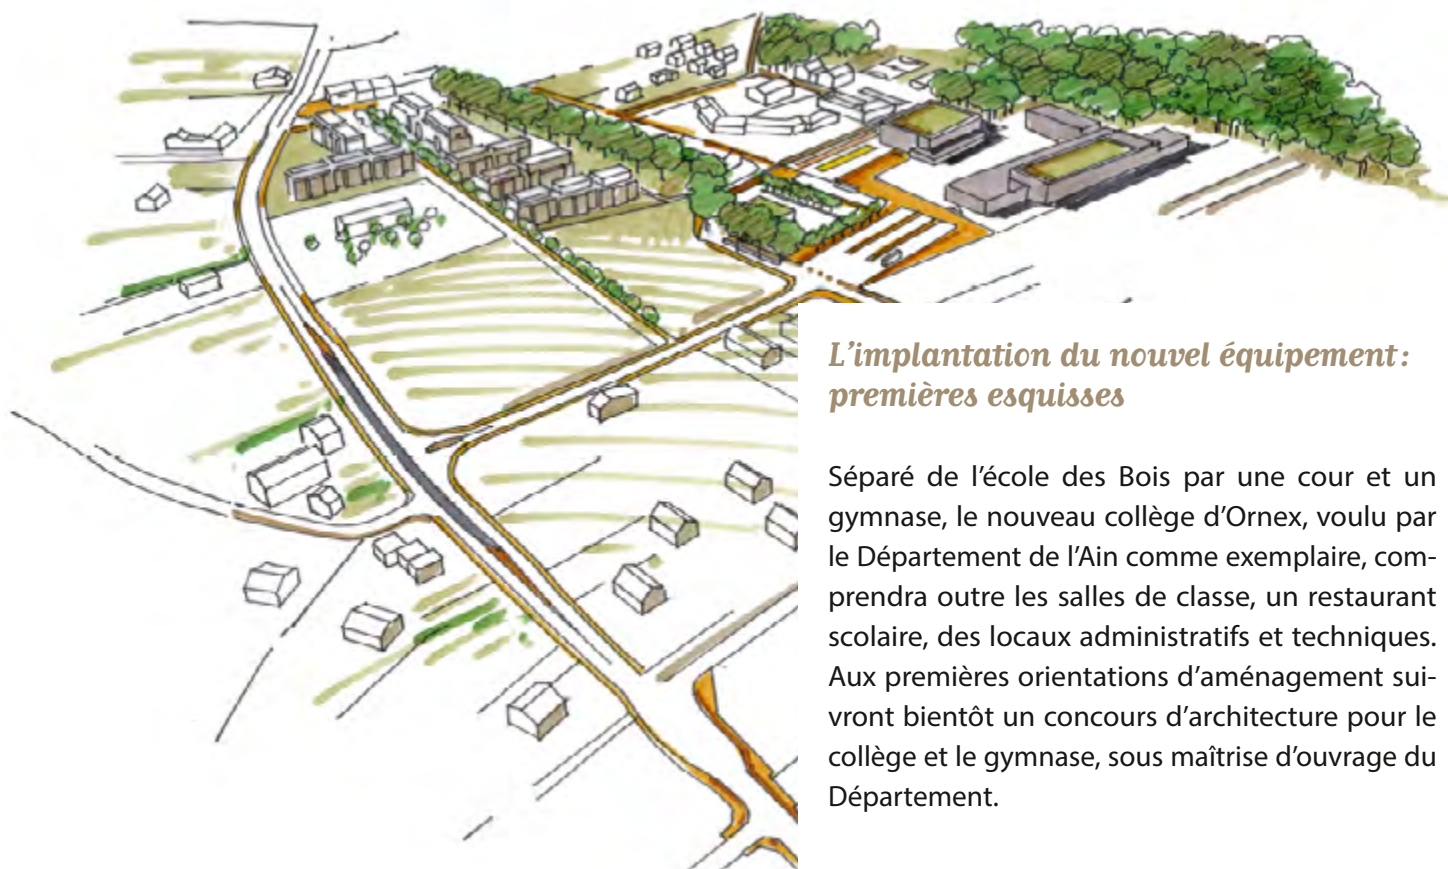 L’implantation du nouvel équipement :
premières esquisses
Séparé de l’école des Bois par une cour et un
gymnase, le nouveau collège d’Ornex, voulu par
le Département de l’Ain comme exemplaire, com-
prendra outre les salles de classe, un restaurant
scolaire, des locaux administratifs et techniques.
Aux premières orientations d’aménagement sui-
vront bientôt un concours d’architecture pour le
collège et le gymnase, sous maîtrise d’ouvrage du
Département.